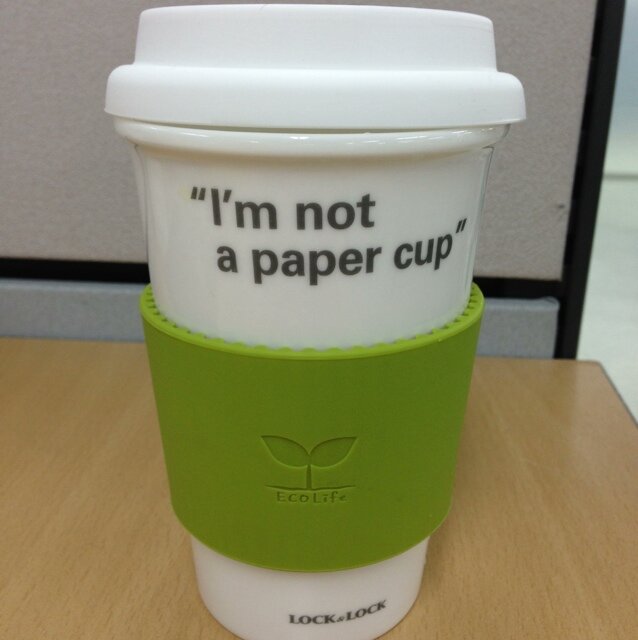 "I'm not
a paper cup"
EcoLife
LOCK&LOCK